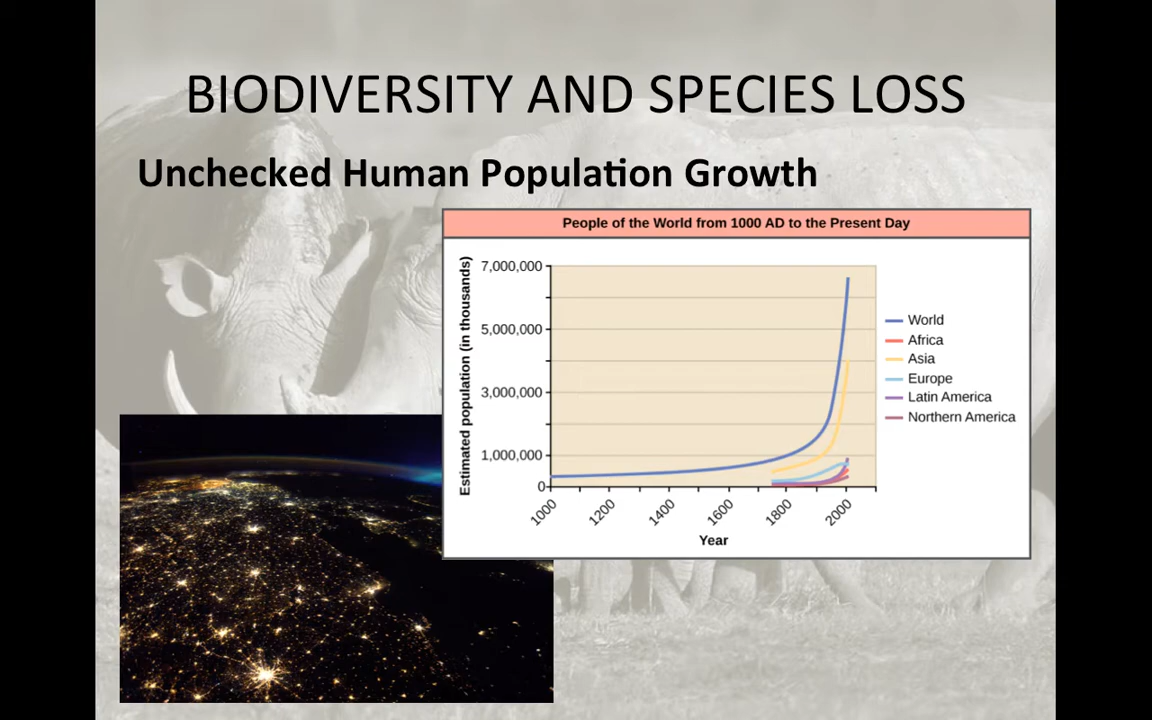 BIODIVERSITY AND SPECIES LOSS
Unchecked Human Population Growth
People of the World from 1000 AD to the Present Day
Estimated population (in thousands)
7,000,000
5,000,000
3,000,000
1,000,000
0
1000
1200
1400
1600
1800
2000
Year
World
Africa
Asia
Europe
Latin America
Northern America